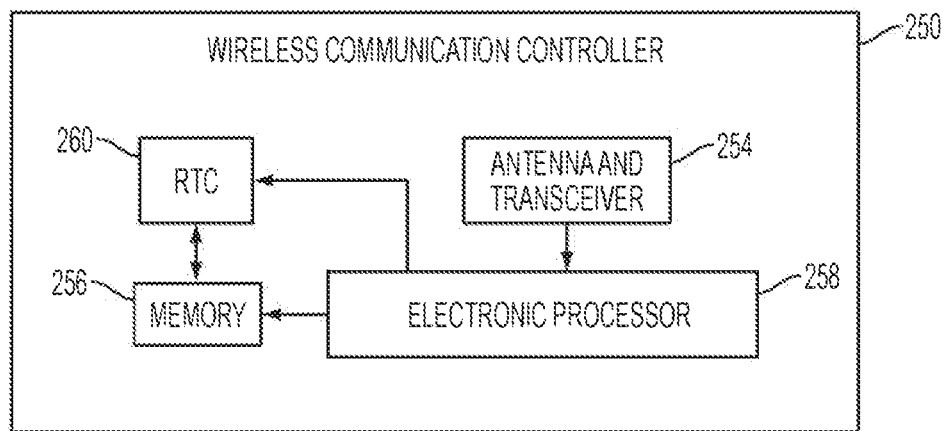 WIRELESS COMMUNICATION CONTROLLER
250
260
RTC
ANTENNA AND
TRANSCEIVER
254
256
MEMORY
ELECTRONIC PROCESSOR
258